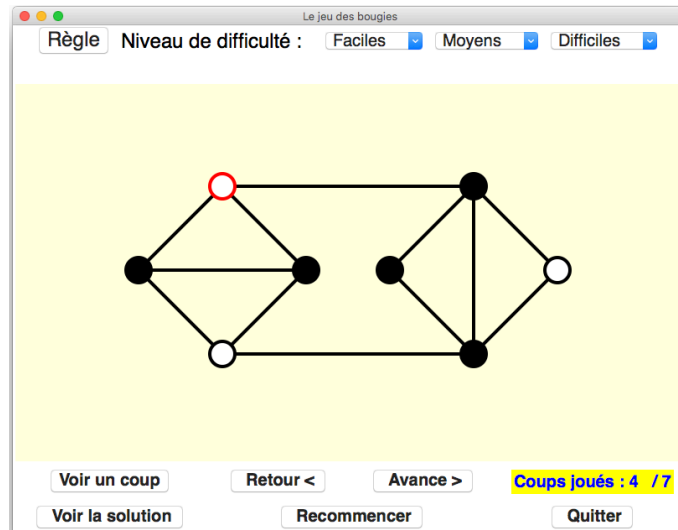 Le jeu des bougies
Règle Niveau de difficulté : Faciles Moyens Difficiles
Voir un coup Retour < Avance > Coups joués : 4 / 7
Voir la solution Recommencer Quitter